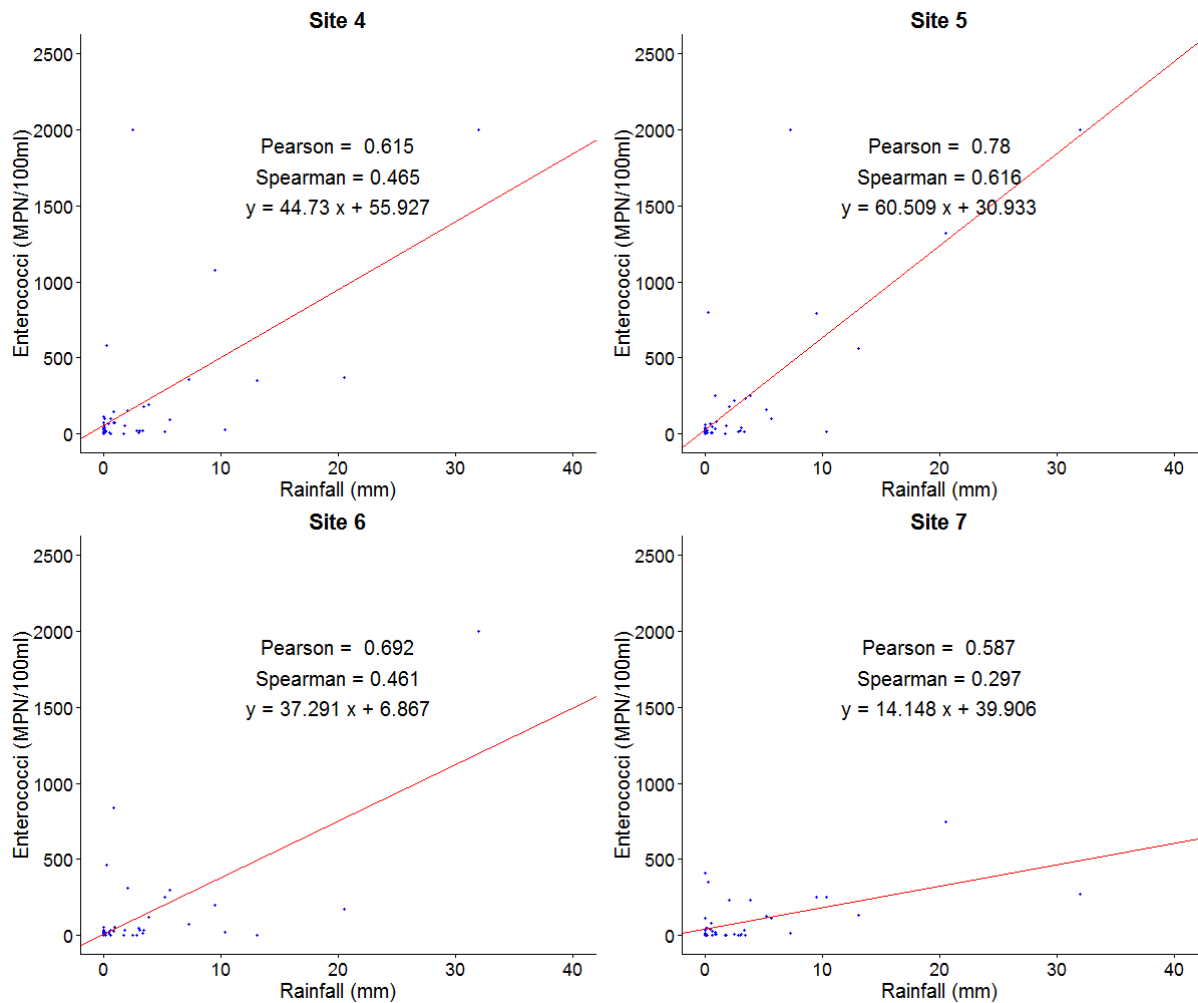 Site 4
Enterococci (MPN/100ml)
2500
2000
1500
1000
500
0
Pearson =  0.615
Spearman = 0.465
y = 44.73 x + 55.927
0 10 20 30 40
Rainfall (mm)
Site 5
Enterococci (MPN/100ml)
2500
2000
1500
1000
500
0
Pearson =  0.78
Spearman = 0.616
y = 60.509 x + 30.933
0 10 20 30 40
Rainfall (mm)
Site 6
Enterococci (MPN/100ml)
2500
2000
1500
1000
500
0
Pearson =  0.692
Spearman = 0.461
y = 37.291 x + 6.867
0 10 20 30 40
Rainfall (mm)
Site 7
Enterococci (MPN/100ml)
2500
2000
1500
1000
500
0
Pearson =  0.587
Spearman = 0.297
y = 14.148 x + 39.906
0 10 20 30 40
Rainfall (mm)